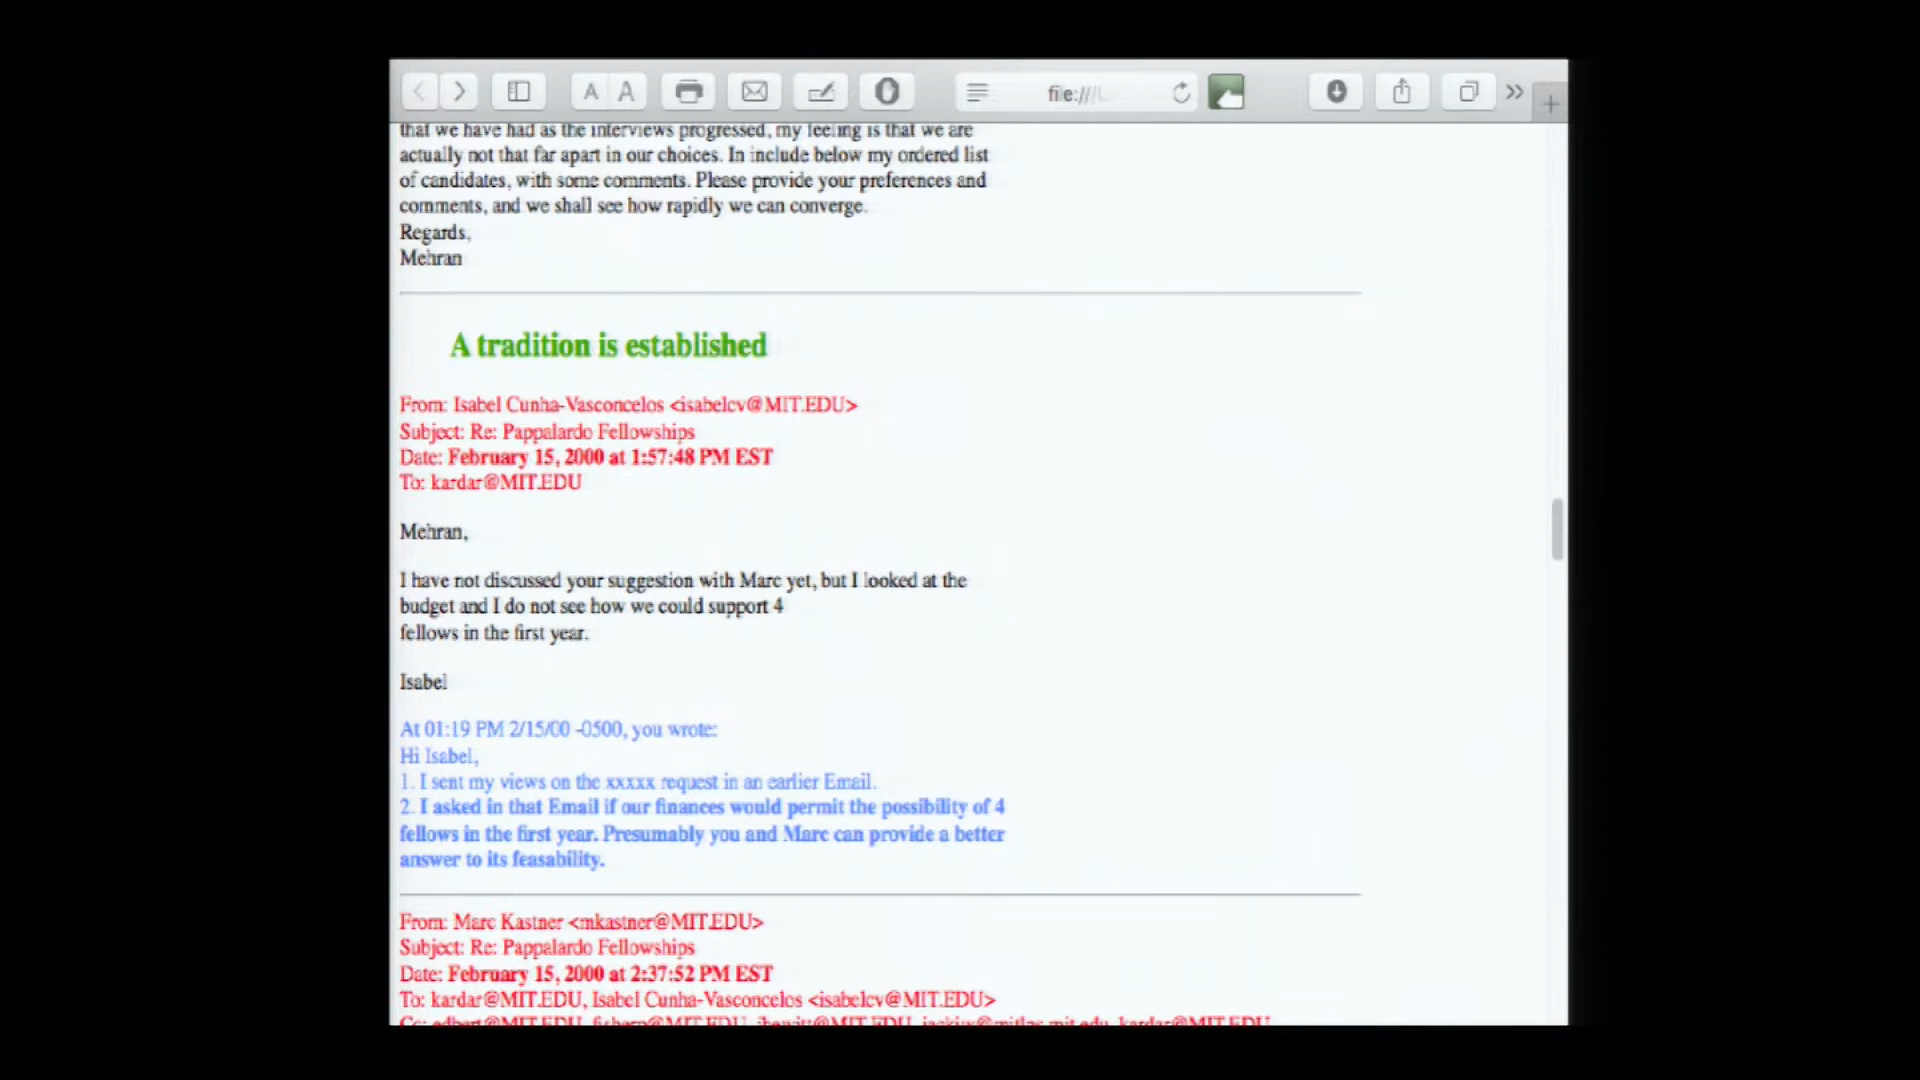 A A
file:///
that we have had as the interviews progressed, my feeling is that we are
actually not that far apart in our choices. In include below my ordered list
of candidates, with some comments. Please provide your preferences and
comments, and we shall see how rapidly we can converge.
Regards,
Mehran
A tradition is established
From: Isabel Cunha-Vasconcelos <isabelcv@MIT.EDU>
Subject: Re: Pappalardo Fellowships
Date: February 15, 2000 at 1:57:48 PM EST
To: kardar@MIT.EDU
Mehran,
I have not discussed your suggestion with Marc yet, but I looked at the
budget and I do not see how we could support 4
fellows in the first year.
Isabel
At 01:19 PM 2/15/00 -0500, you wrote:
Hi Isabel,
1. I sent my views on the xxxxx request in an earlier Email.
2. I asked in that Email if our finances would permit the possibility of 4
fellows in the first year. Presumably you and Marc can provide a better
answer to its feasability.
From: Marc Kastner <mkastner@MIT.EDU>
Subject: Re: Pappalardo Fellowships
Date: February 15, 2000 at 2:37:52 PM EST
To: kardar@MIT.EDU, Isabel Cunha-Vasconcelos <isabelcv@MIT.EDU>
kardar@MIT.EDU